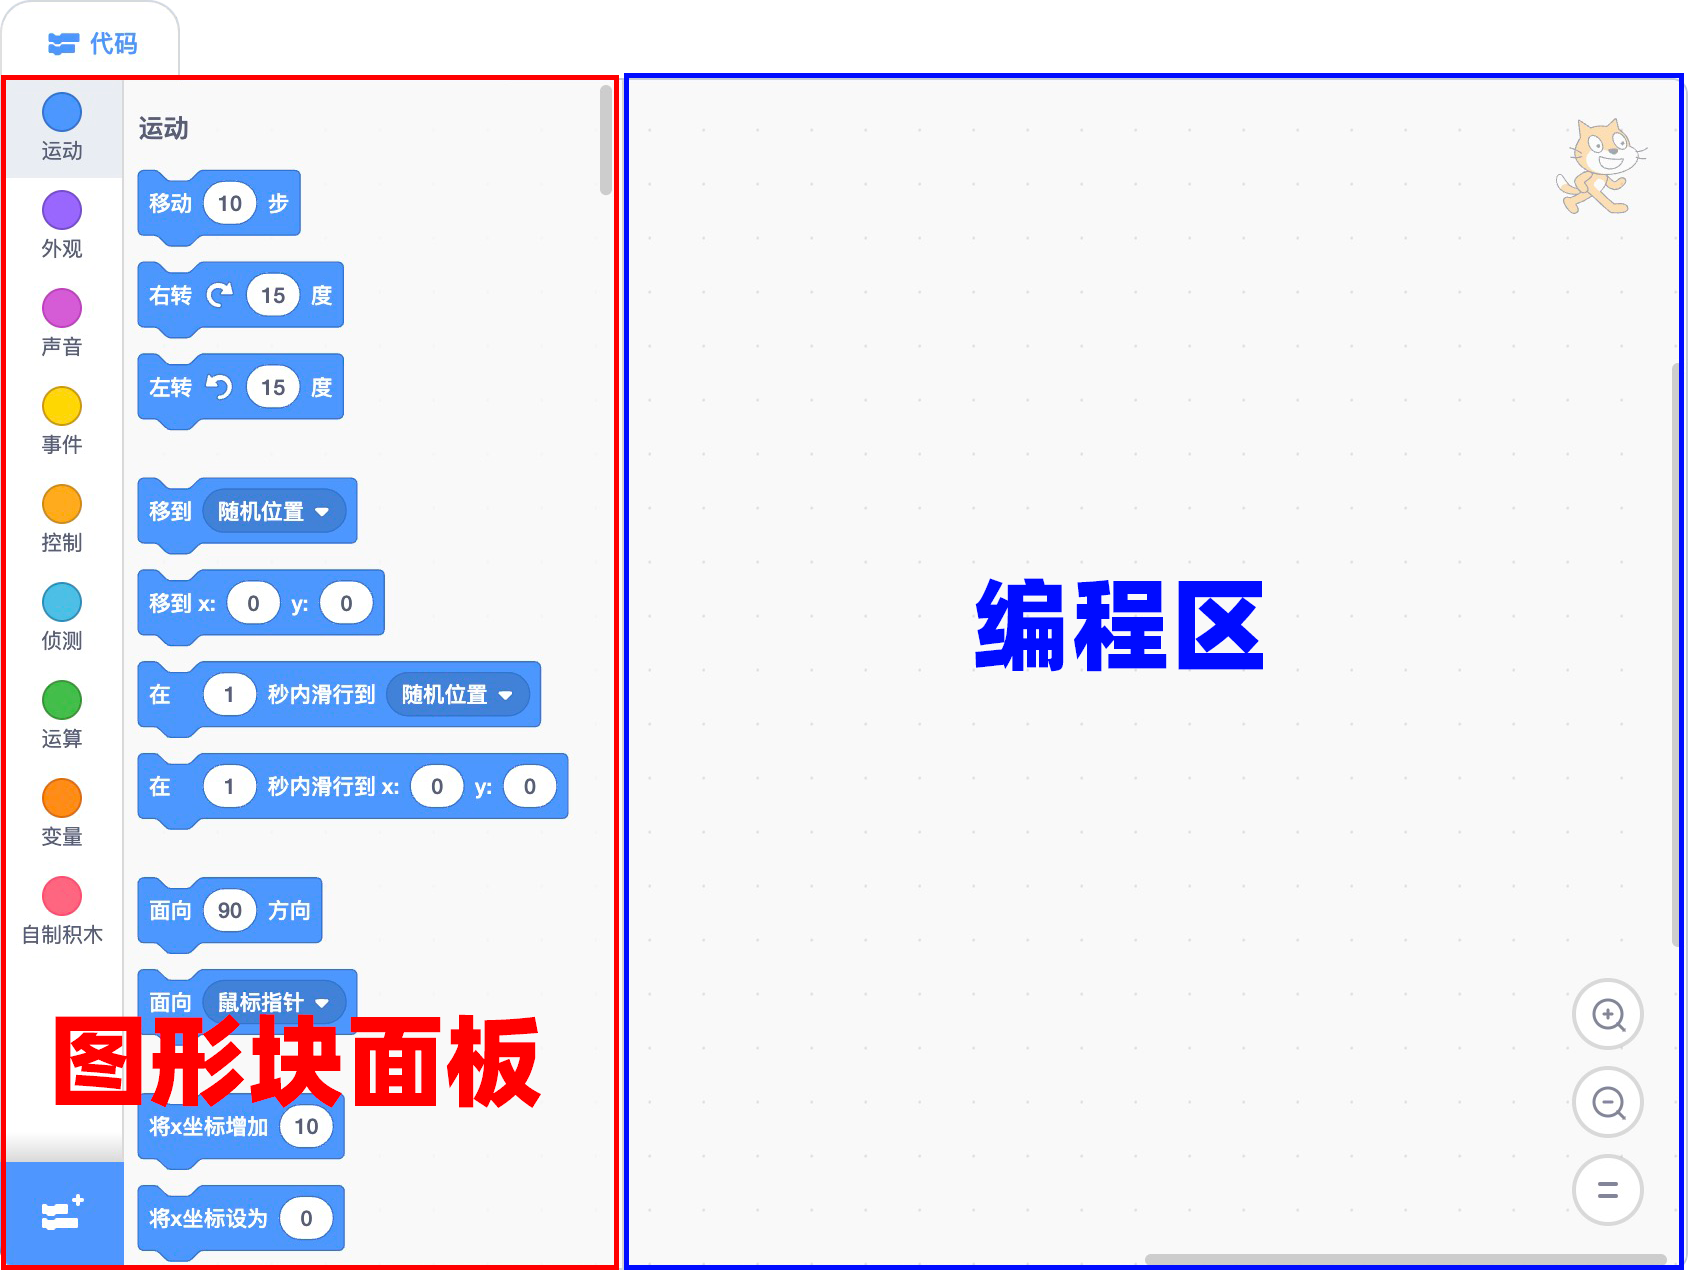 代码
运动
外观
声音
事件
控制
侦测
运算
变量
自制积木
运动
移动 10 步
右转 15 度
左转 15 度
移到 随机位置
移到 x: 0 y: 0
在 1 秒内滑行到 随机位置
在 1 秒内滑行到 x: 0 y: 0
面向 90 方向
面向 鼠标指针
图形块面板
将x坐标增加 10
将x坐标设为 0
编程区